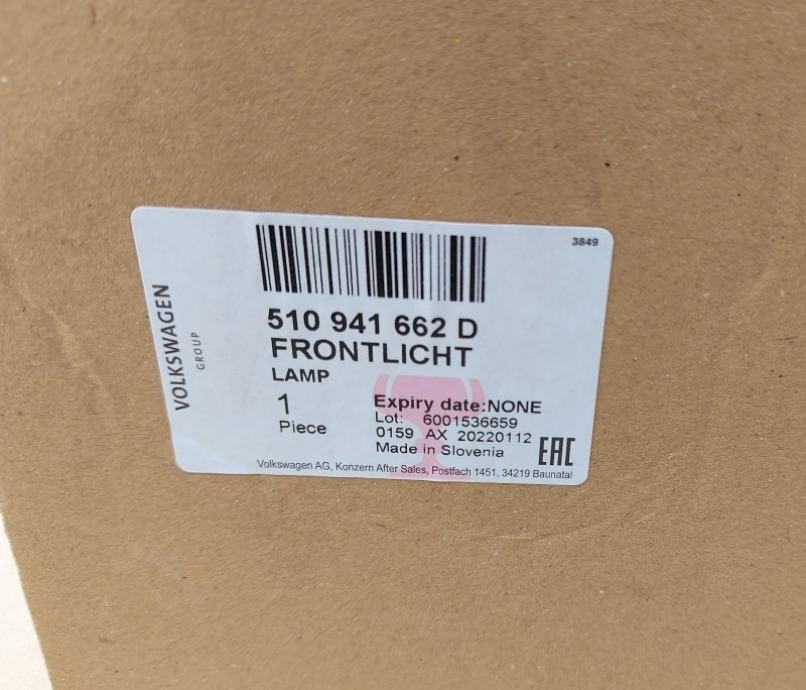 3849
VOLKSWAGEN
GROUP
510 941 662 D
FRONTLICHT
LAMP
1
Piece
Expiry date:NONE
Lot: 6001536659
0159 AX 20220112
Made in Slovenia
EAC
Volkswagen AG, Konzern After Sales, Postfach 1451, 34219 Baunatal